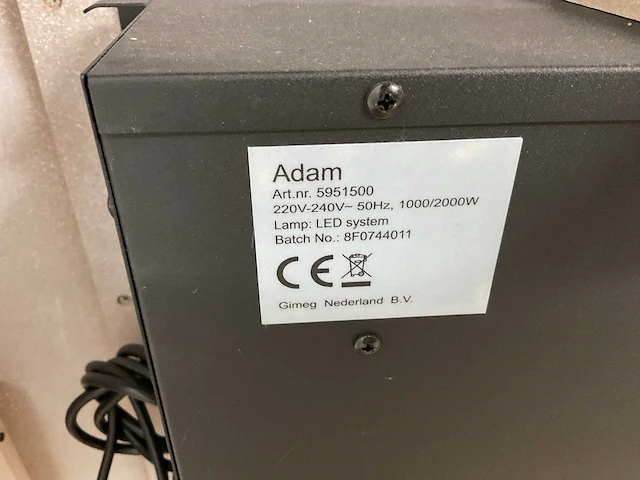 Adam
Art.nr. 5951500
220V-240V~ 50Hz, 1000/2000W
Lamp: LED system
Batch No.: 8F0744011
CE
Gimeg Nederland B.V.